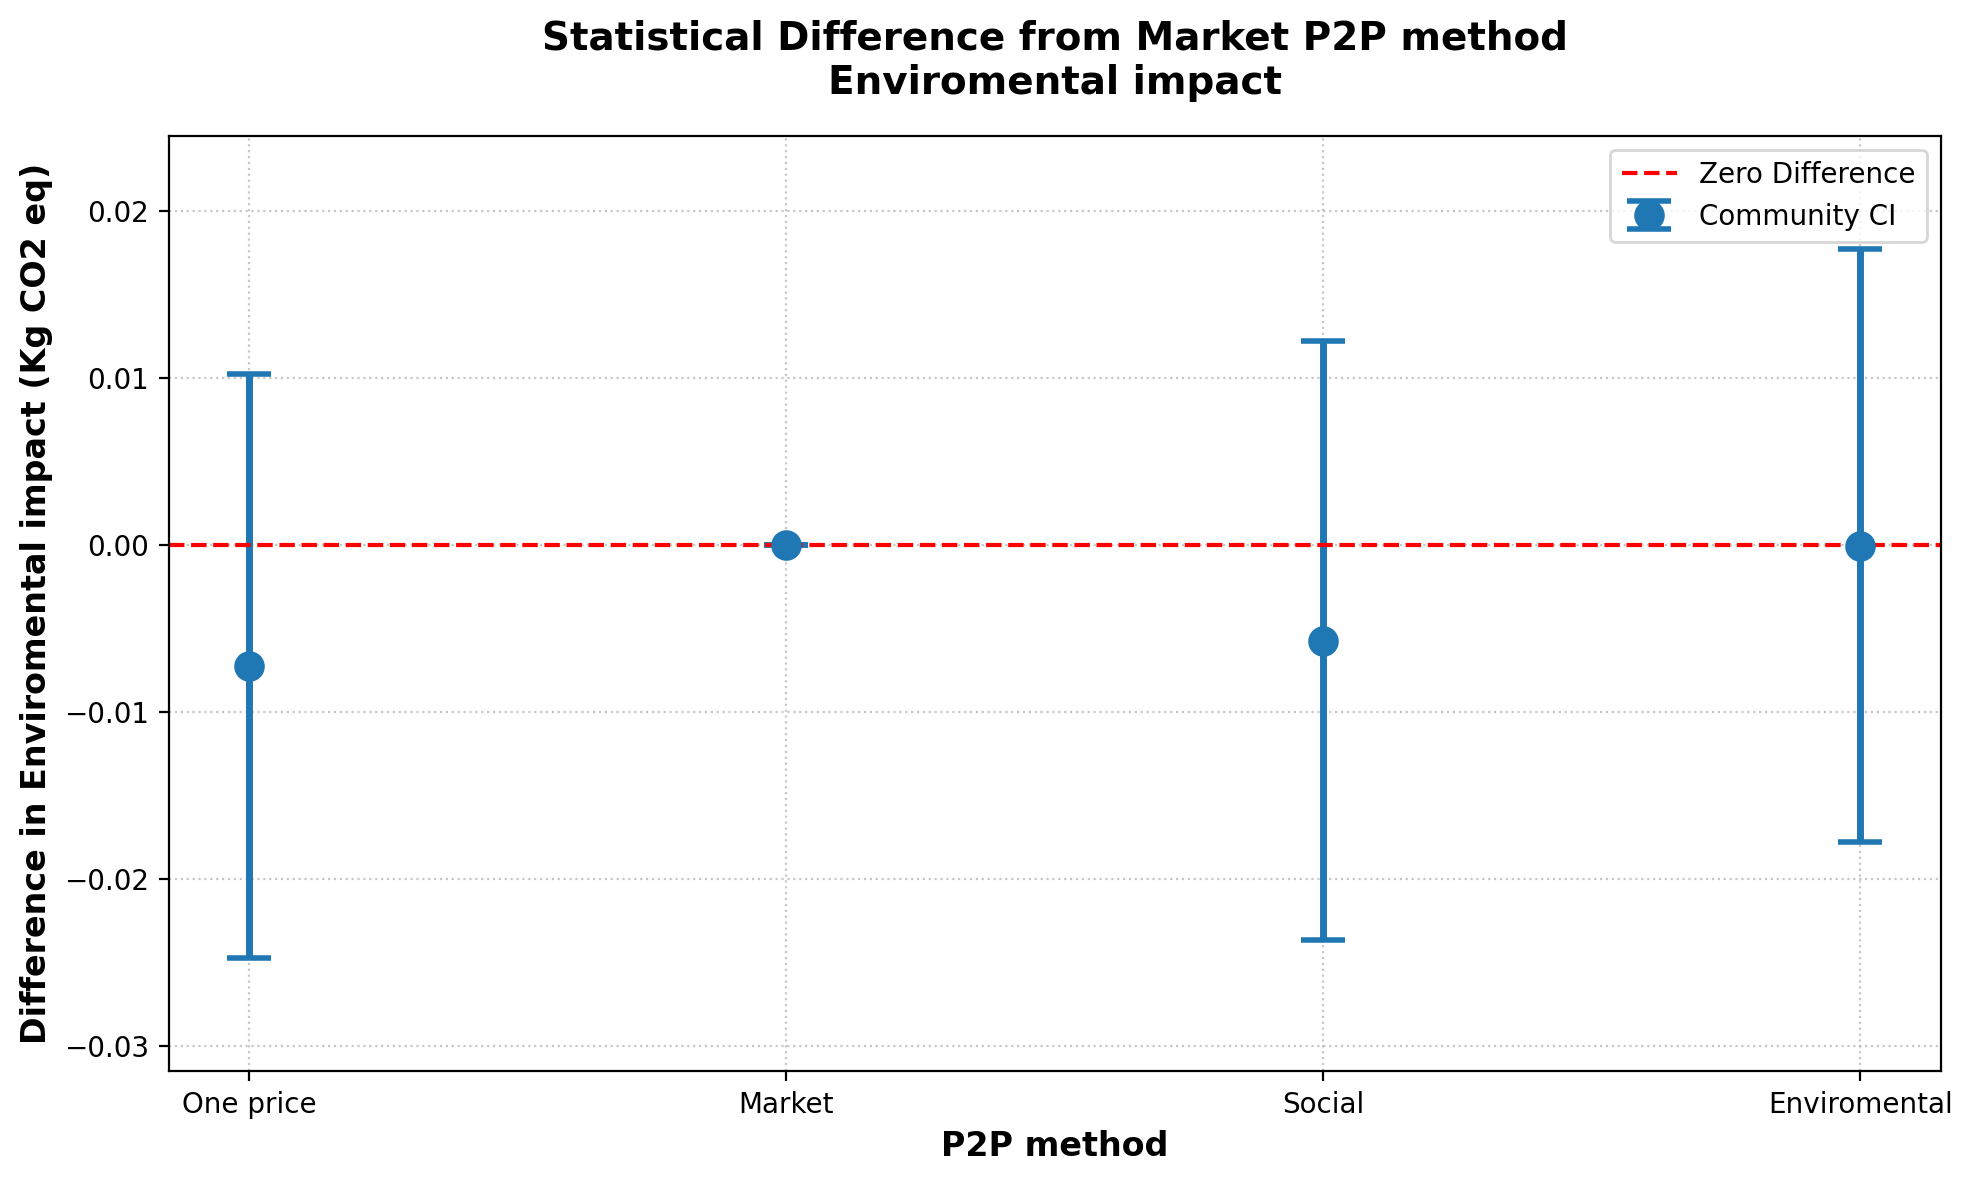 Statistical Difference from Market P2P method
Enviromental impact
Difference in Enviromental impact (Kg CO2 eq)
0.02
0.01
0.00
−0.01
−0.02
−0.03
Zero Difference
Community CI
One price
Market
Social
Enviromental
P2P method